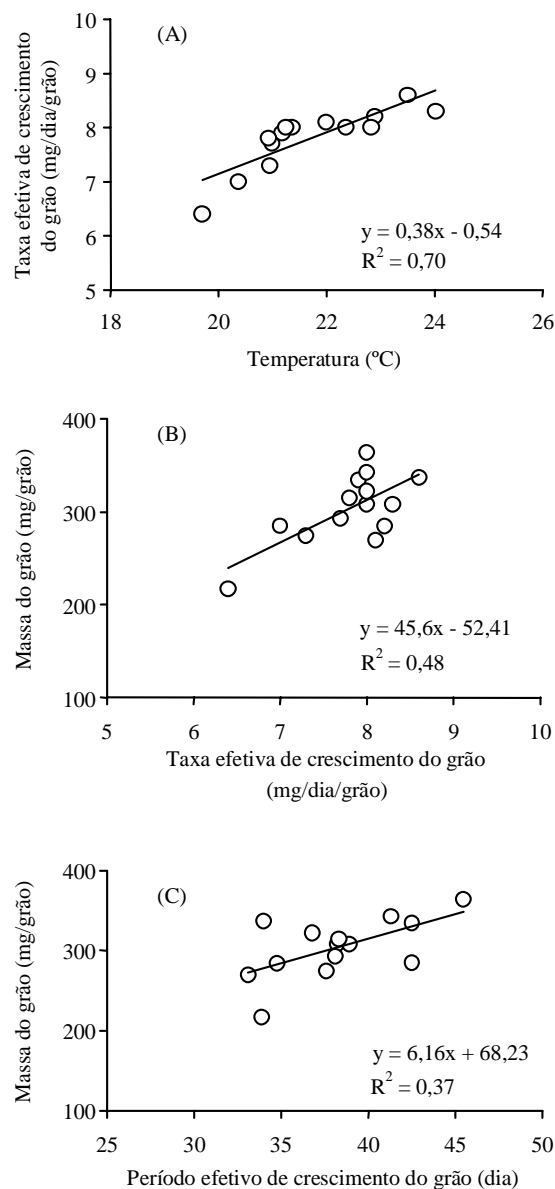 (A)
Taxa efetiva de crescimento
do grão (mg/dia/grão)
10
9
8
7
6
5
y = 0,38x - 0,54
R² = 0,70
18 20 22 24 26
Temperatura (ºC)
(B)
Massa do grão (mg/grão)
400
300
200
100
y = 45,6x - 52,41
R² = 0,48
5 6 7 8 9 10
Taxa efetiva de crescimento do grão
(mg/dia/grão)
(C)
Massa do grão (mg/grão)
400
300
200
100
y = 6,16x + 68,23
R² = 0,37
25 30 35 40 45 50
Período efetivo de crescimento do grão (dia)